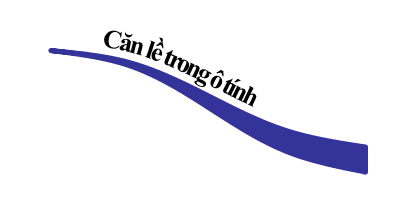 Căn lề trong ô tính